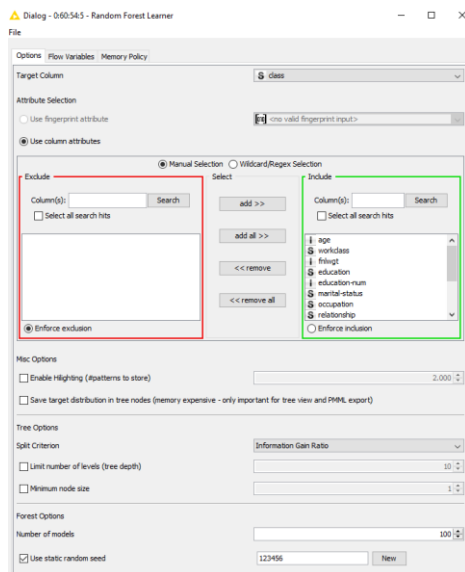 Dialog - 0:60:54:5 - Random Forest Learner
File
Options Flow Variables Memory Policy
Target Column S class
Attribute Selection
Use fingerprint attribute <no valid fingerprint input>
Use column attributes
Manual Selection Wildcard/Regex Selection
Exclude Select Include
Column(s): Search add >> Column(s): Search
Select all search hits Select all search hits
add all >>
<< remove
<< remove all
I age
S workclass
I fnlwgt
S education
I education-num
S marital-status
S occupation
S relationship
Enforce exclusion Enforce inclusion
Misc Options
Enable Hilighting (#patterns to store) 2.000
Save target distribution in tree nodes (memory expensive - only important for tree view and PMML export)
Tree Options
Split Criterion Information Gain Ratio
Limit number of levels (tree depth) 10
Minimum node size 1
Forest Options
Number of models 100
Use static random seed 123456 New